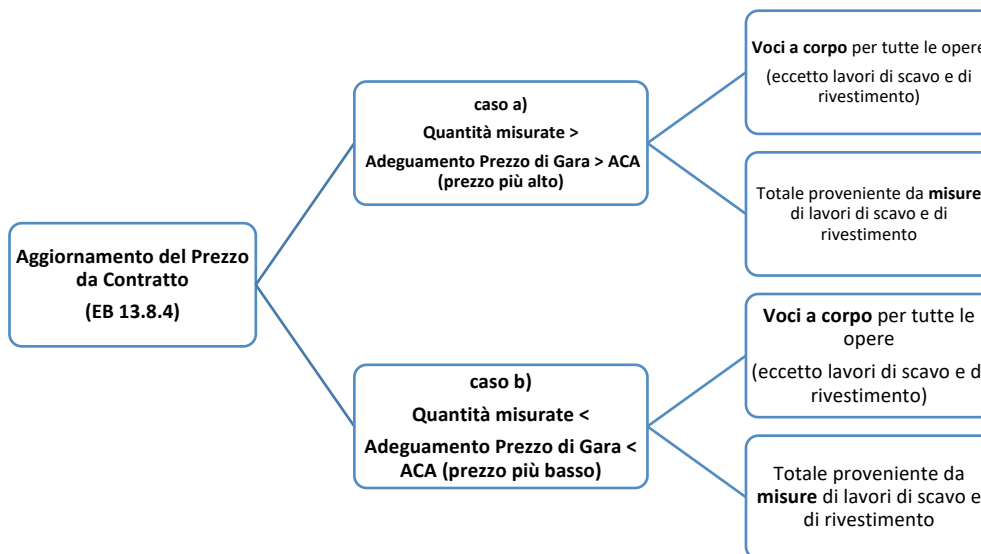 Aggiornamento del Prezzo
da Contratto
(EB 13.8.4)
caso a)
Quantità misurate >
Adeguamento Prezzo di Gara > ACA
(prezzo più alto)
Voci a corpo per tutte le opere
(eccetto lavori di scavo e di
rivestimento)
Totale proveniente da misure
di lavori di scavo e di
rivestimento
caso b)
Quantità misurate <
Adeguamento Prezzo di Gara <
ACA (prezzo più basso)
Voci a corpo per tutte le
opere
(eccetto lavori di scavo e di
rivestimento)
Totale proveniente da
misure di lavori di scavo e
di rivestimento